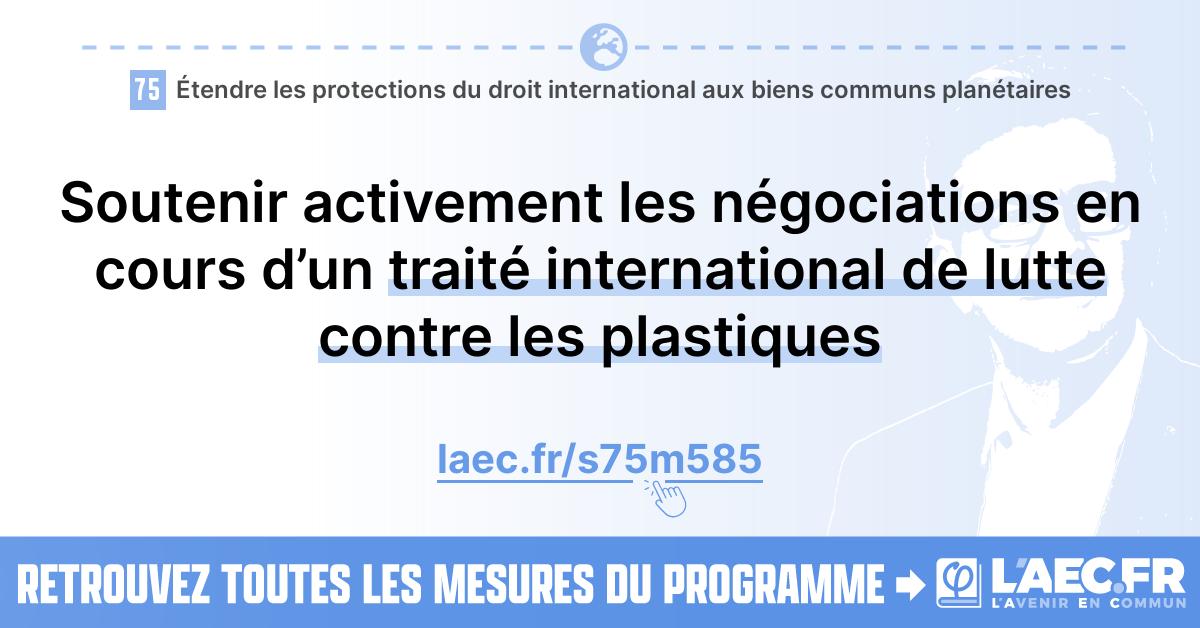 75 Étendre les protections du droit international aux biens communs planétaires
Soutenir activement les négociations en
cours d’un traité international de lutte
contre les plastiques
laec.fr/s75m585
RETROUVEZ TOUTES LES MESURES DU PROGRAMME
L'AEC.FR
L'AVENIR EN COMMUN